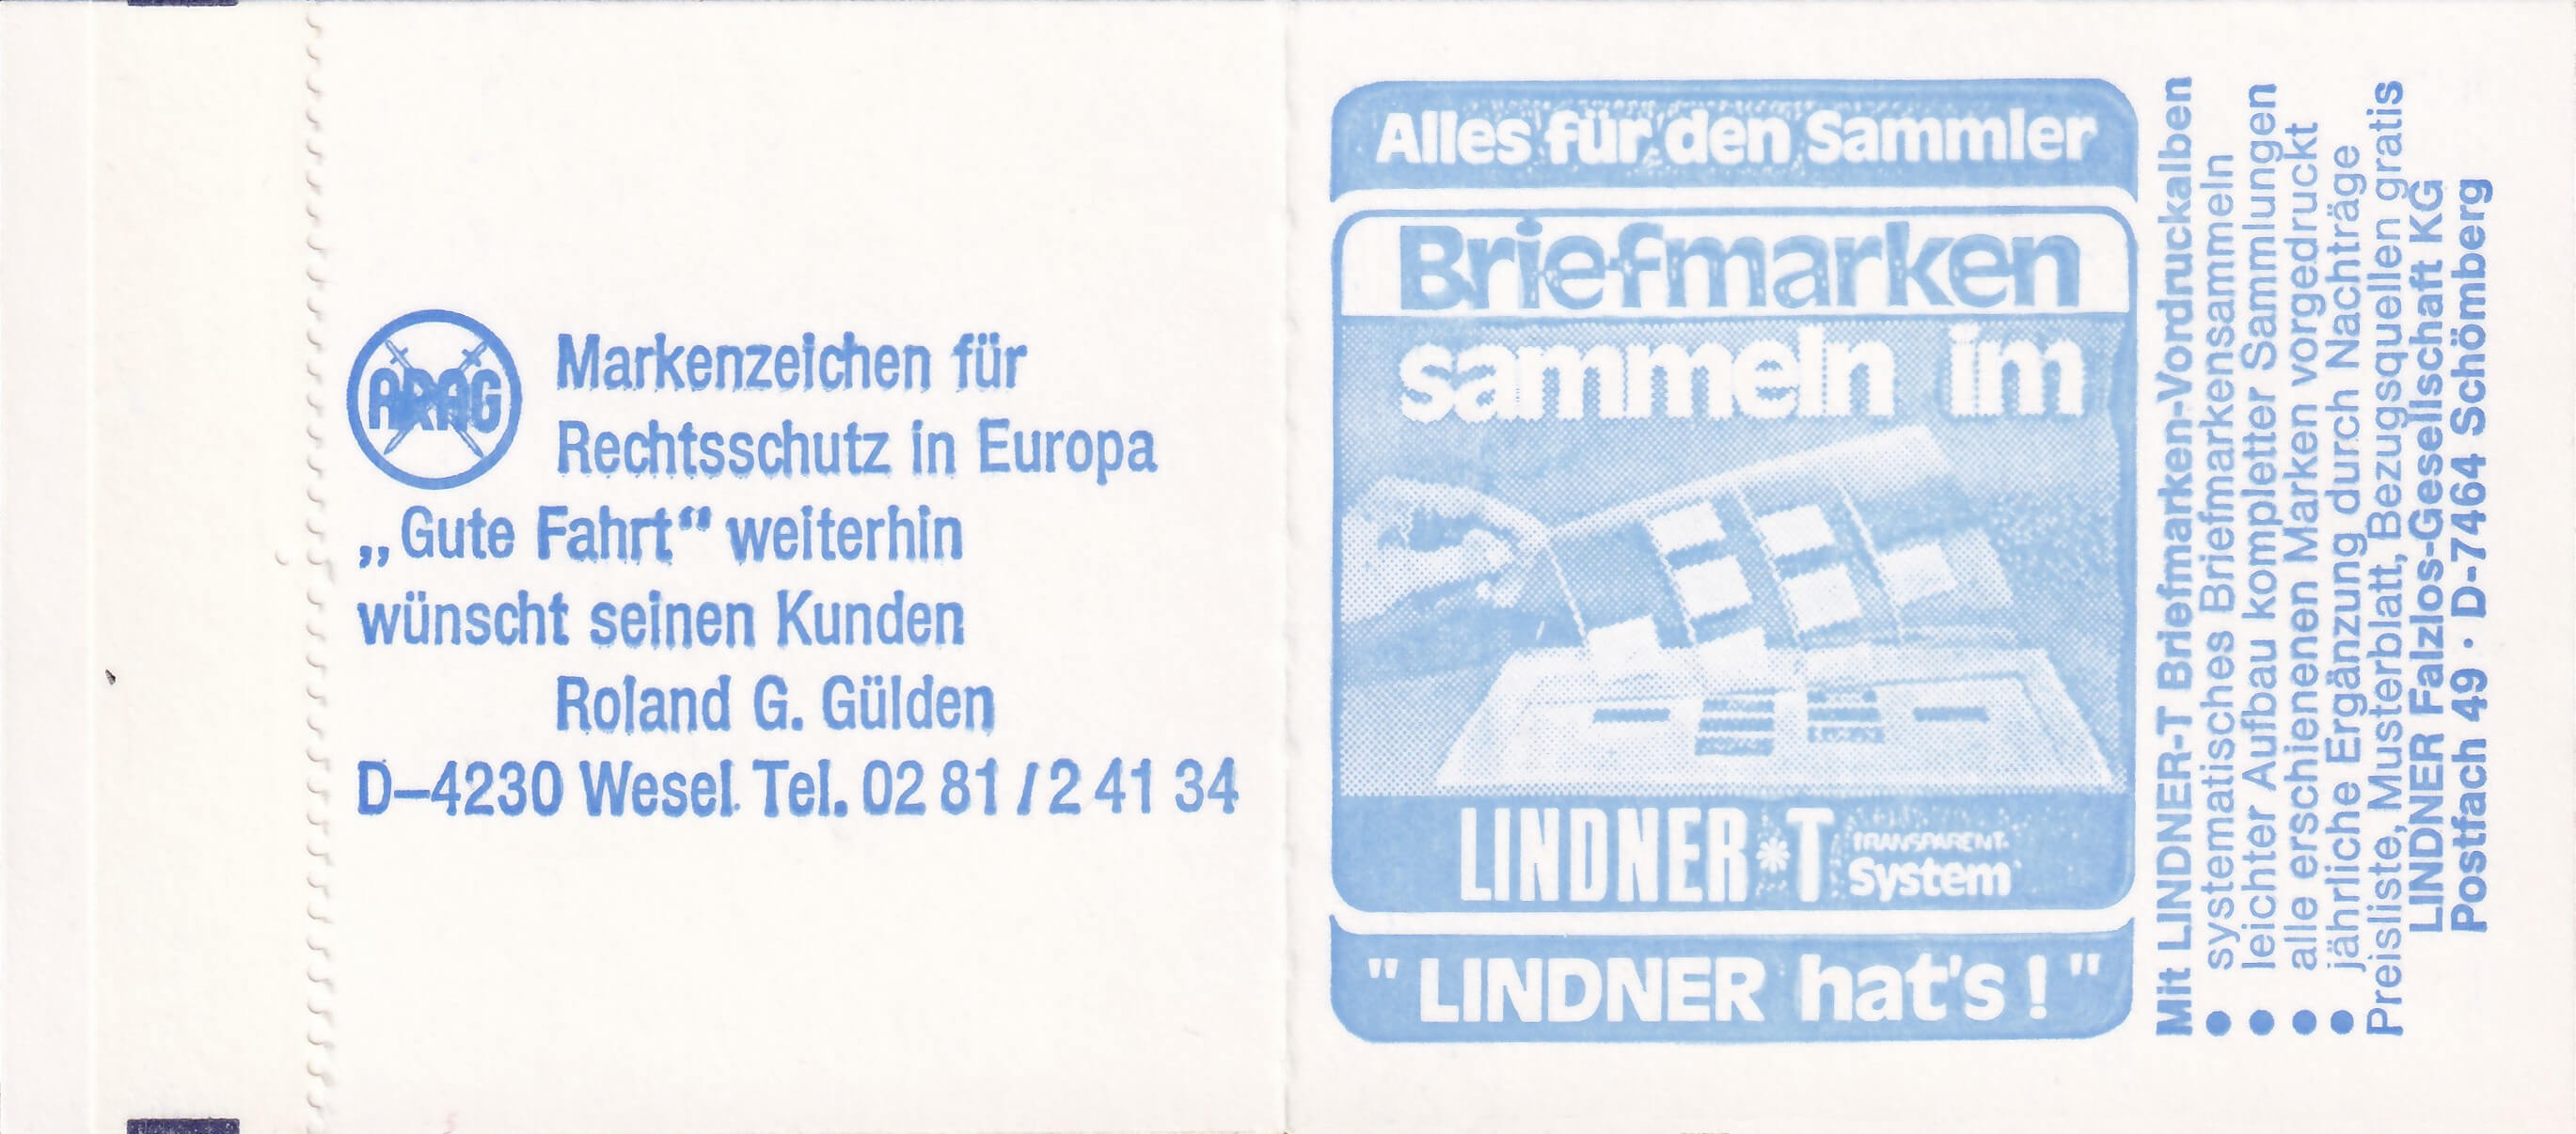 ARAG
Markenzeichen für
Rechtsschutz in Europa
„Gute Fahrt“ weiterhin
wünscht seinen Kunden
Roland G. Gülden
D–4230 Wesel Tel. 02 81 / 2 41 34
Alles für den Sammler
Briefmarken
sammeln im
LINDNER*T TRANSPARENT-
System
"LINDNER hat's!"
Mit LINDNER-T Briefmarken-Vordruckalben
● systematisches Briefmarkensammeln
● leichter Aufbau kompletter Sammlungen
● alle erschienenen Marken vorgedruckt
● jährliche Ergänzung durch Nachträge
Preisliste, Musterblatt, Bezugsquellen gratis
LINDNER Falzlos-Gesellschaft KG
Postfach 49 · D-7464 Schömberg